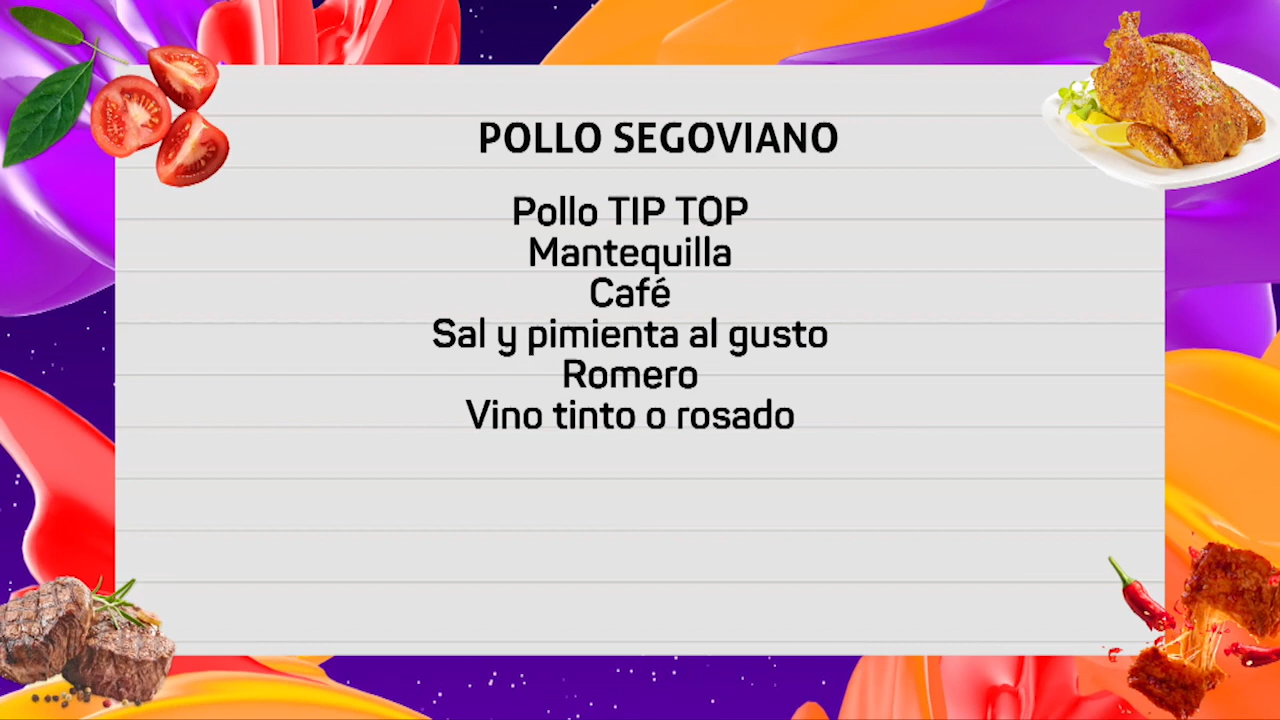 POLLO SEGOVIANO
Pollo TIP TOP
Mantequilla
Café
Sal y pimienta al gusto
Romero
Vino tinto o rosado